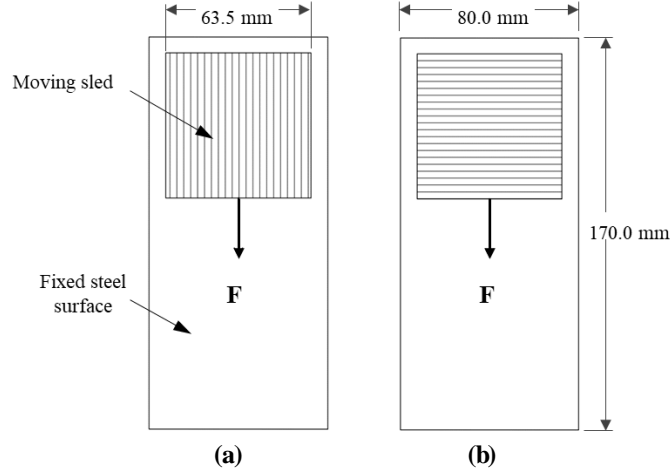 63.5 mm
80.0 mm
Moving sled
170.0 mm
Fixed steel
surface
F
F
(a)
(b)